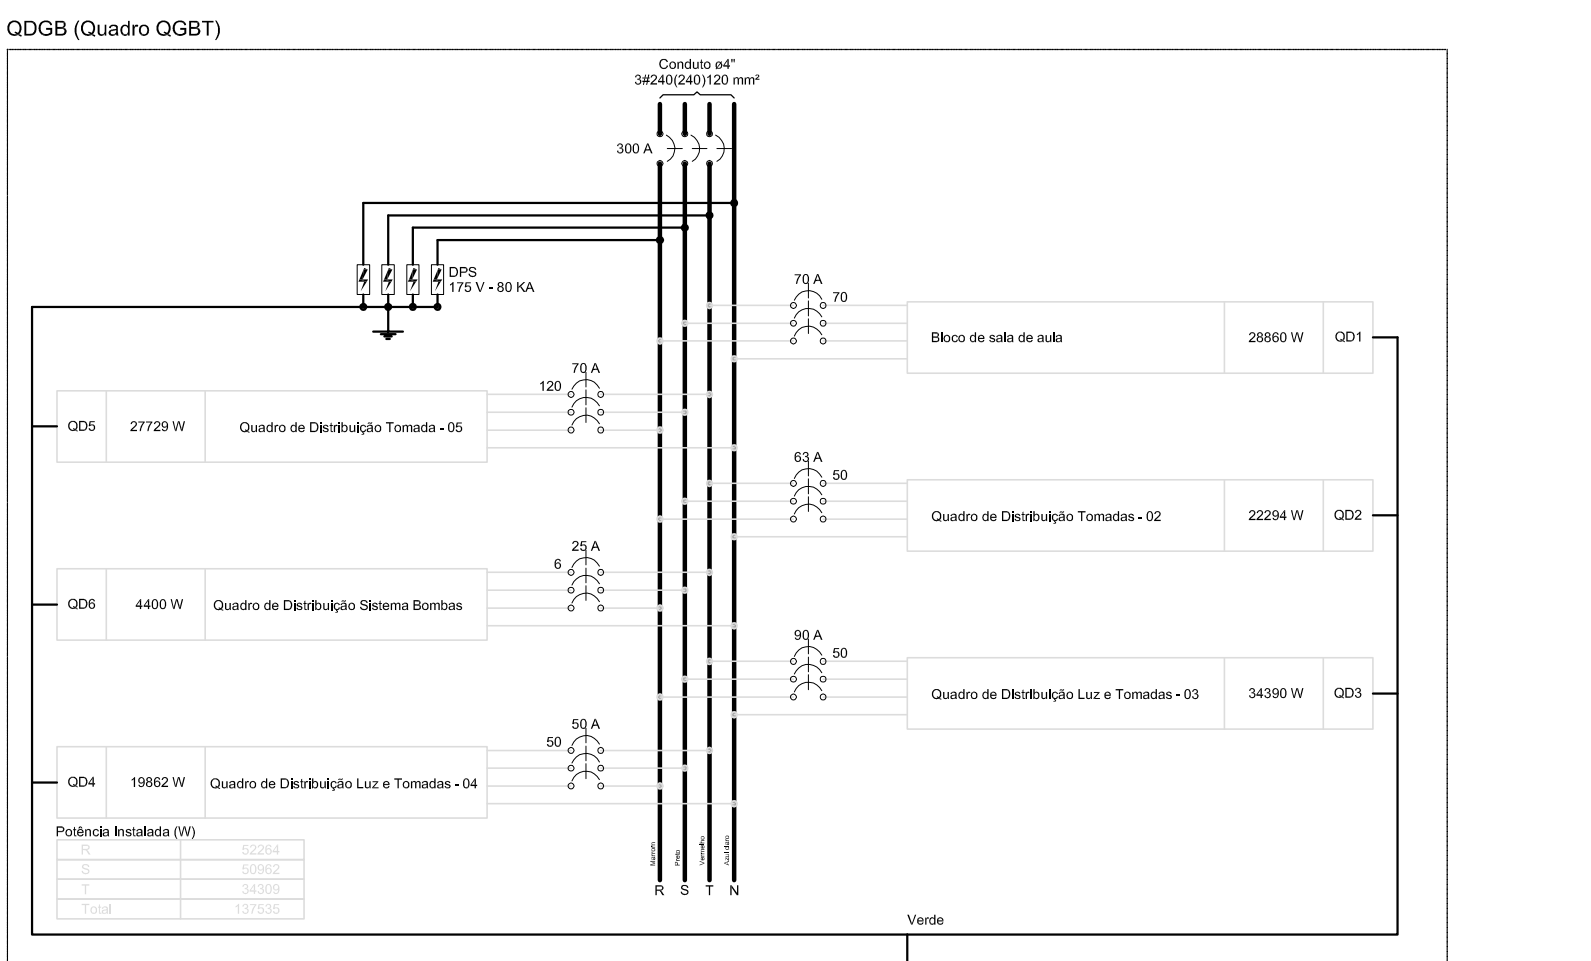 QDGB (Quadro QGBT)
Conduto ø4"
3#240(240)120 mm²
300 A
DPS
175 V - 80 KA
70 A
70
Bloco de sala de aula
28860 W
QD1
70 A
120
QD5
27729 W
Quadro de Distribuição Tomada - 05
63 A
50
Quadro de Distribuição Tomadas - 02
22294 W
QD2
25 A
6
QD6
4400 W
Quadro de Distribuição Sistema Bombas
90 A
50
Quadro de Distribuição Luz e Tomadas - 03
34390 W
QD3
50 A
50
QD4
19862 W
Quadro de Distribuição Luz e Tomadas - 04
Potência Instalada (W)
R 52264
S 50962
T 34309
Total 137535
Marrom
Preto
Vermelho
Azul claro
R S T N
Verde